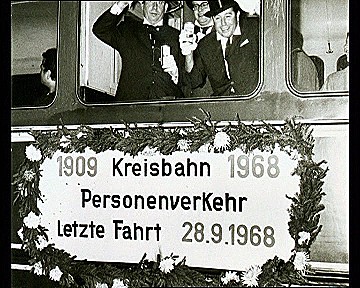 1909 Kreisbahn 1968
Personenverkehr
Letzte Fahrt 28.9.1968